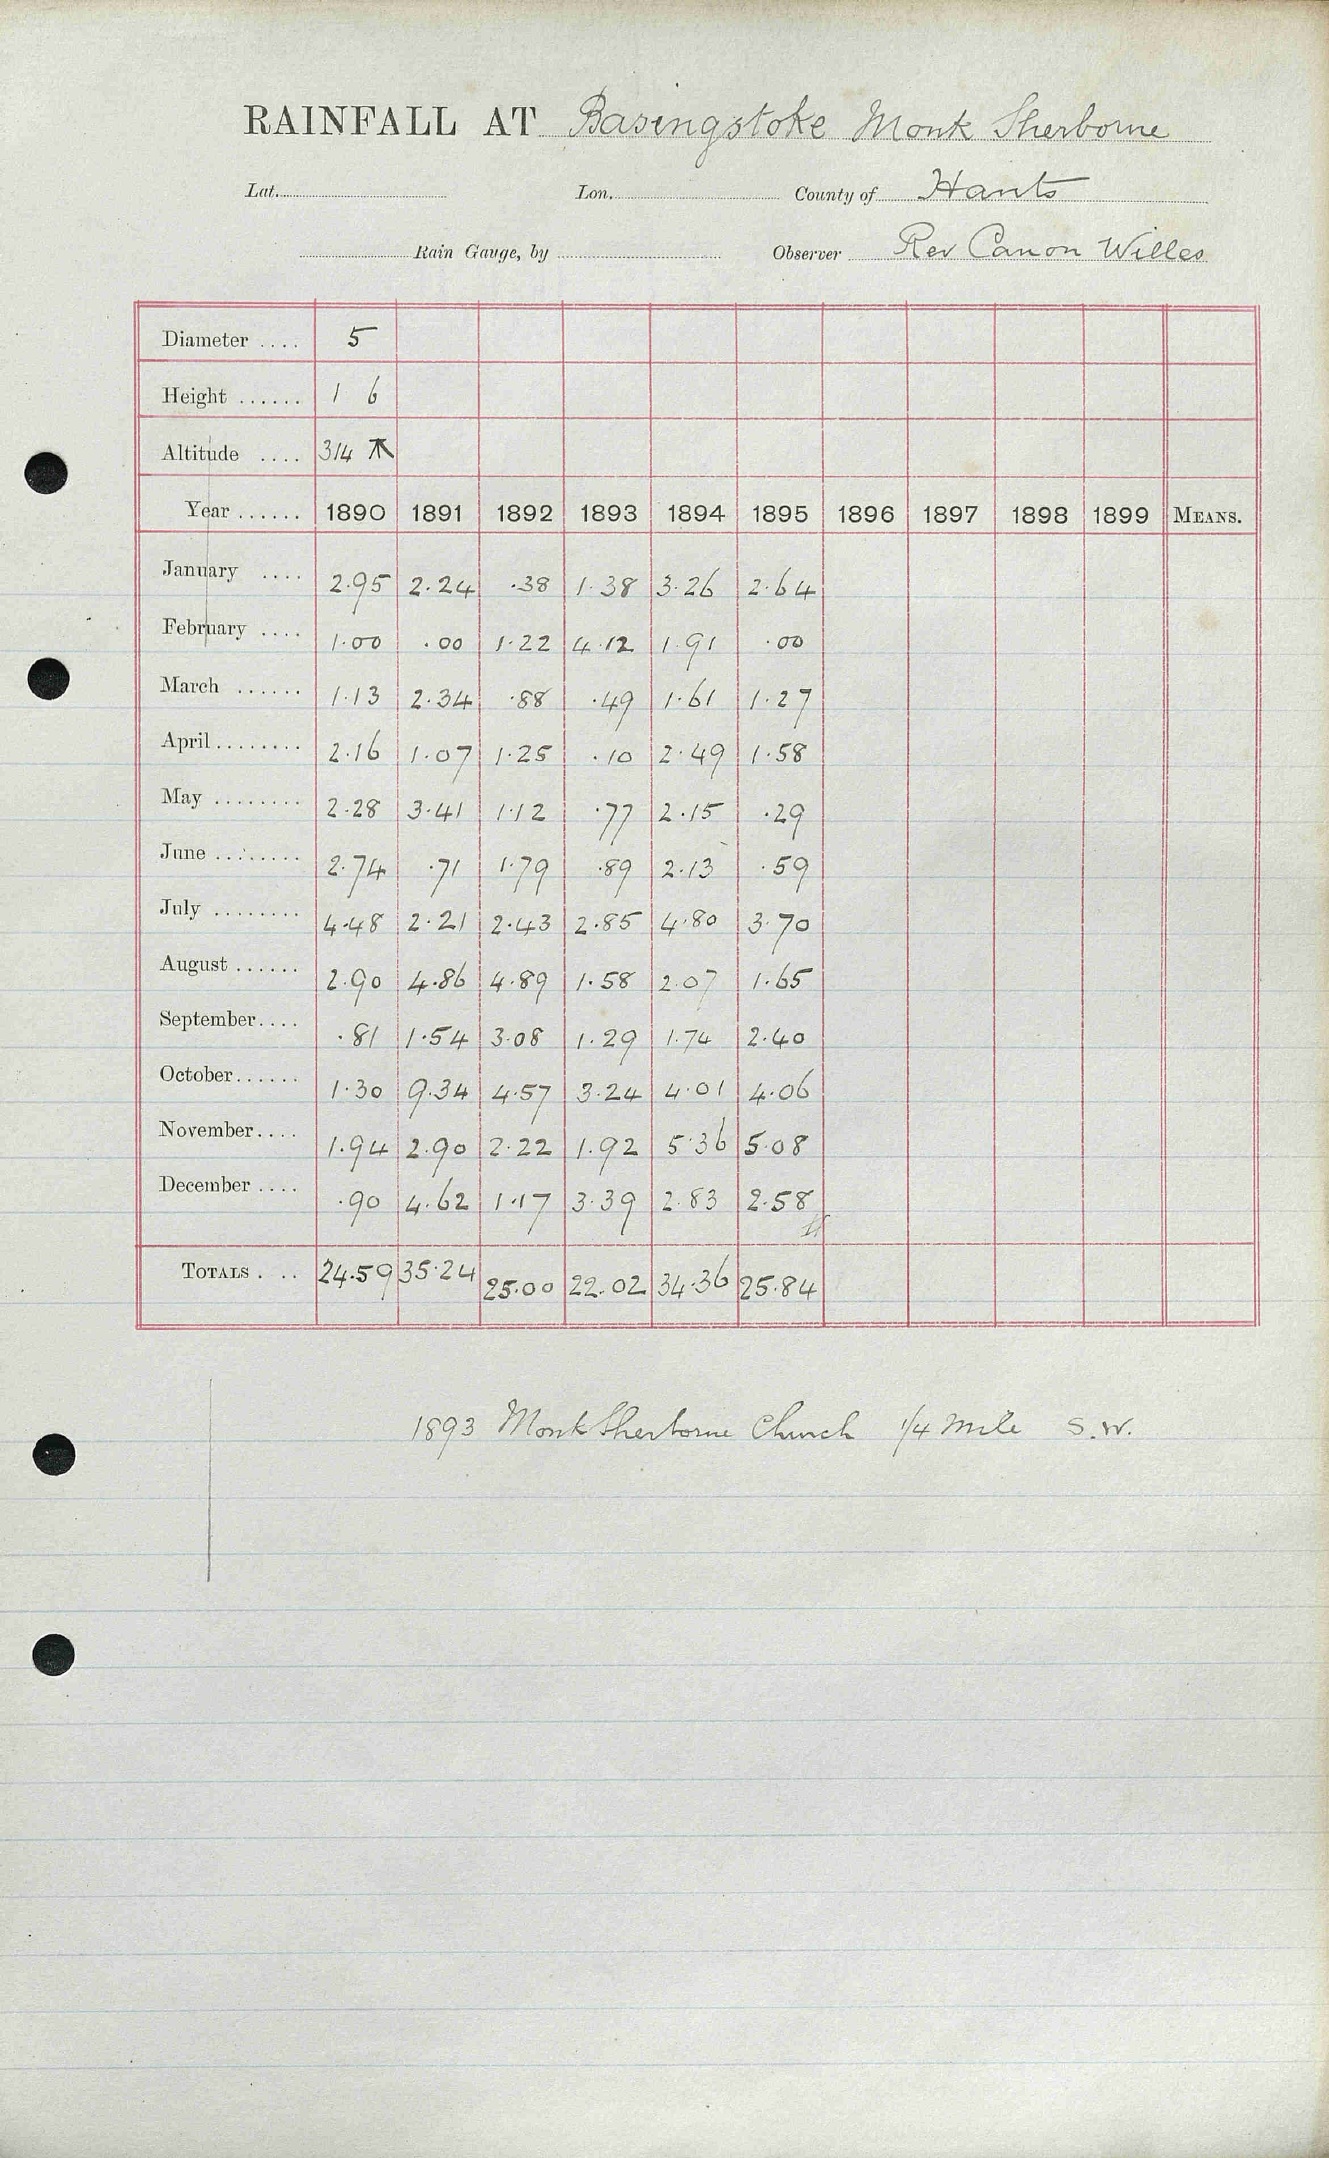 RAINFALL AT Basingstoke Monk Sherborne
Lat. Lon. County of Hants
Rain Gauge, by Observer Rev Canon Willes
Diameter .... 5
Height ...... 1 6
Altitude .... 314
Year ...... 1890 1891 1892 1893 1894 1895 1896 1897 1898 1899 MEANS.
January .... 2.95 2.24 .38 1.38 3.26 2.64
February .... 1.00 .00 1.22 4.12 1.91 .00
March ...... 1.13 2.34 .88 .49 1.61 1.27
April........ 2.16 1.07 1.25 .10 2.49 1.58
May ........ 2.28 3.41 1.12 .77 2.15 .29
June ........ 2.74 .71 1.79 .89 2.13 .59
July ........ 4.48 2.21 2.43 2.85 4.80 3.70
August ...... 2.90 4.86 4.89 1.58 2.07 1.65
September.... .81 1.54 3.08 1.29 1.74 2.40
October...... 1.30 9.34 4.57 3.24 4.01 4.06
November.... 1.94 2.90 2.22 1.92 5.36 5.08
December .... .90 4.62 1.17 3.39 2.83 2.58
TOTALS . .. 24.59 35.24 25.00 22.02 34.36 25.84
1893 Monk Sherborne Church 1/4 mile S.W.